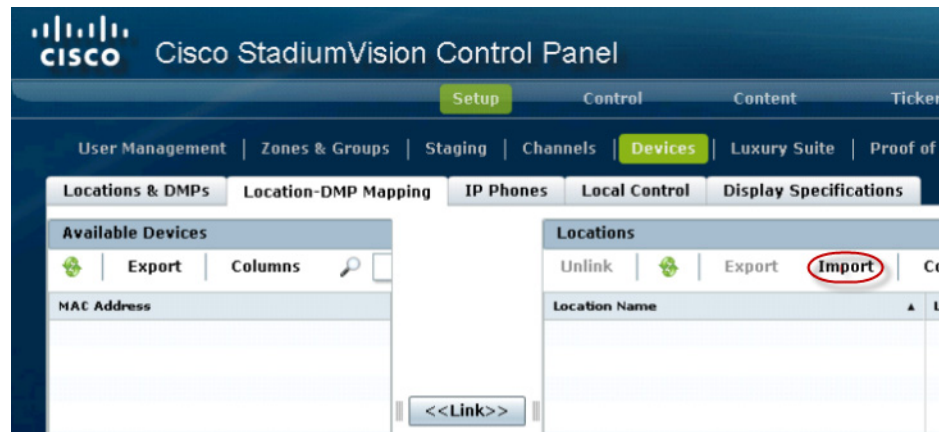 CISCO Cisco StadiumVision Control Panel
Setup Control Content
User Management | Zones & Groups | Staging | Channels | Devices | Luxury Suite | Proof of
Locations & DMPs Location-DMP Mapping IP Phones Local Control Display Specifications
Available Devices Locations
Export Columns Unlink Export Import
MAC Address Location Name
<<Link>>